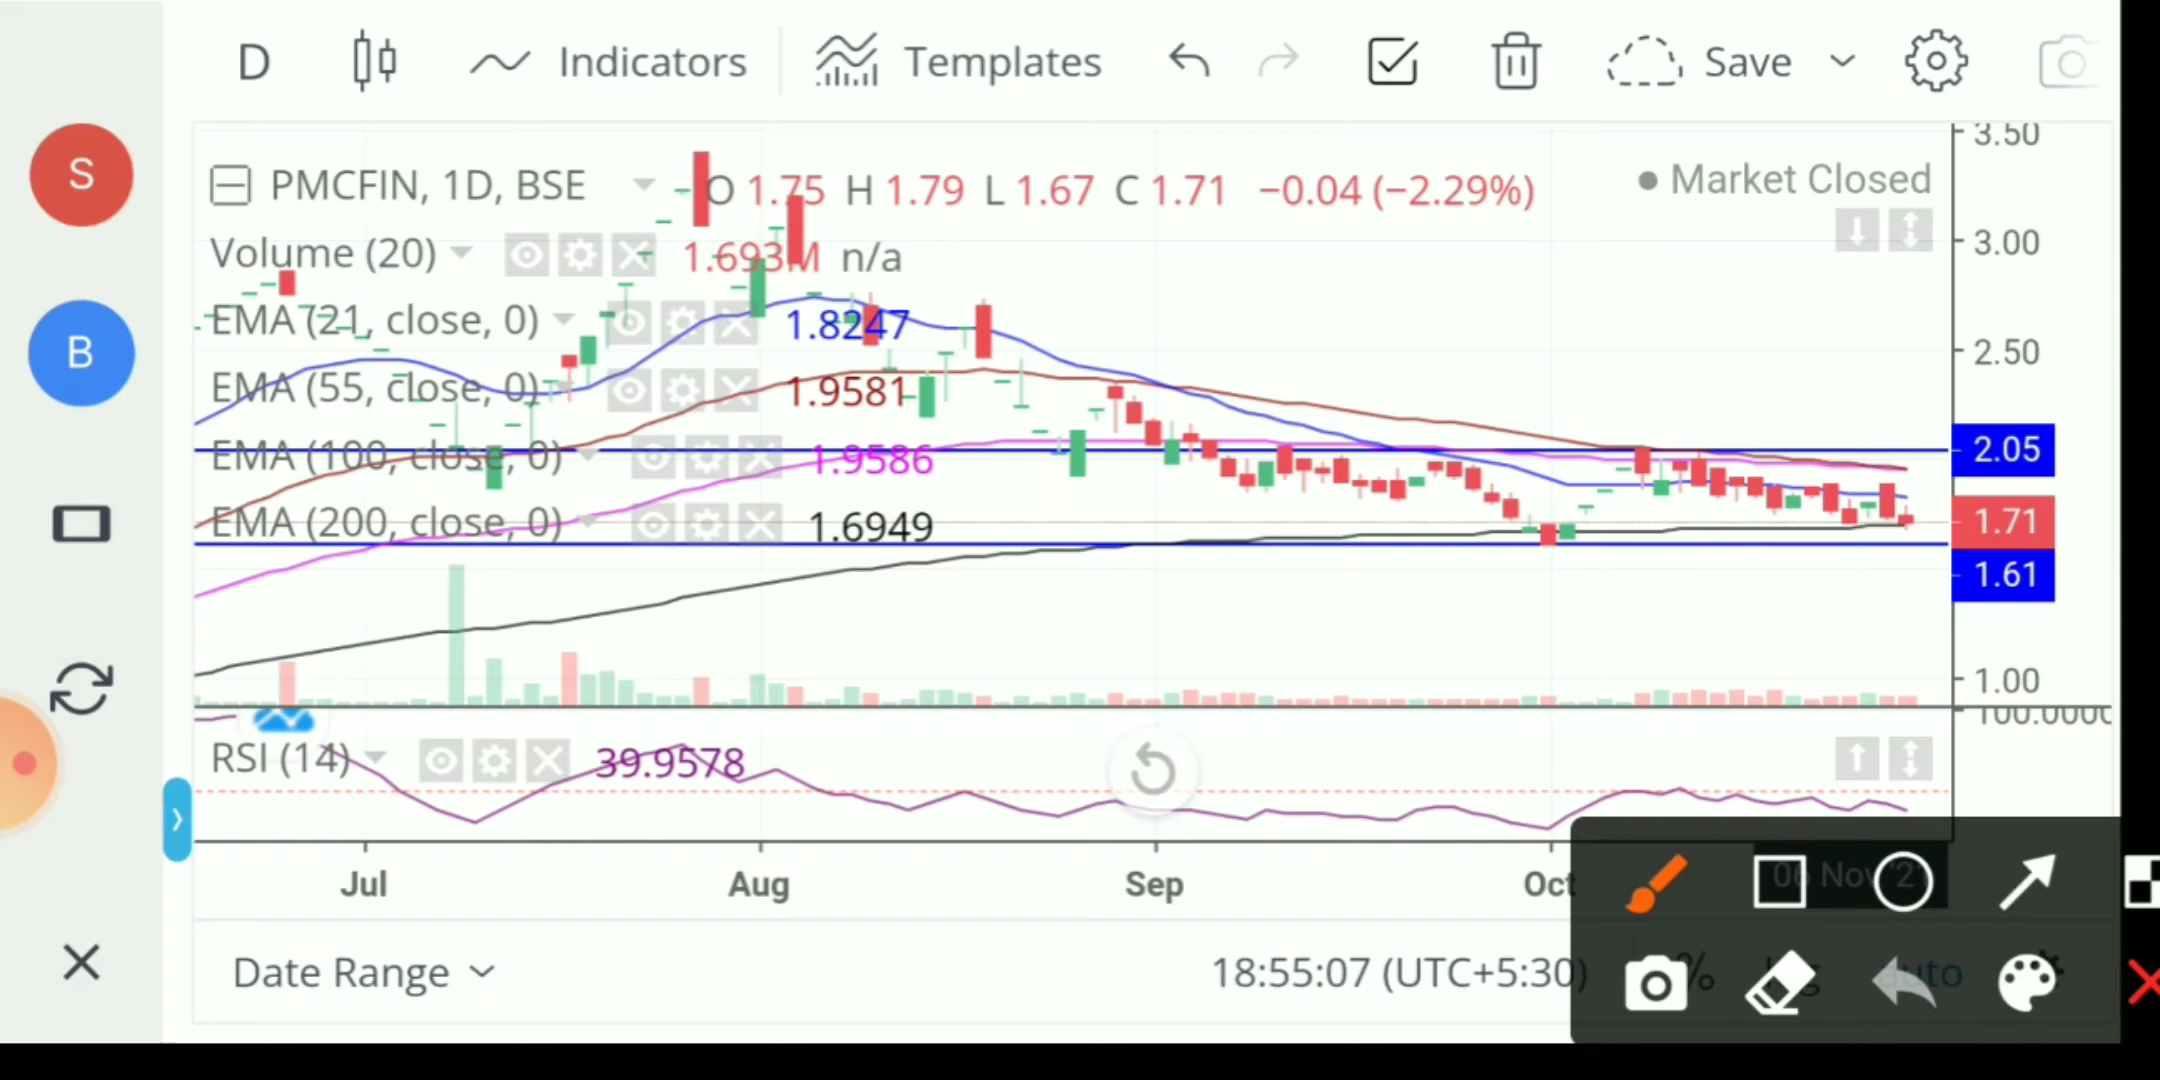 D Indicators Templates Save
3.50
S
PMCFIN, 1D, BSE O 1.75 H 1.79 L 1.67 C 1.71 −0.04 (−2.29%) Market Closed
Volume (20) 1.693M n/a
3.00
EMA (21, close, 0) 1.8247
B
2.50
EMA (55, close, 0) 1.9581
EMA (100, close, 0) 1.9586
2.05
EMA (200, close, 0) 1.6949
1.71
1.61
1.00
RSI (14) 39.9578
Jul Aug Sep Oct
Date Range 18:55:07 (UTC+5:30) %